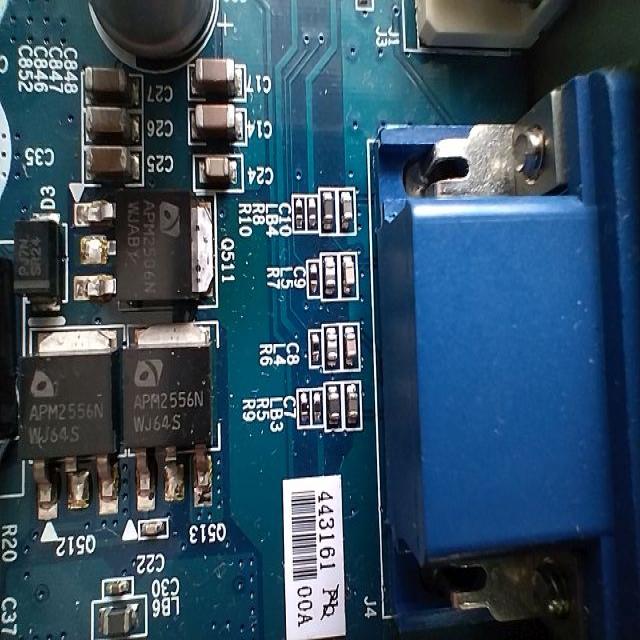 C848
C847
C846
C852
C27
C26
C25
C35
C17
C14
C24
J1
J3
D3
SR24
APM2556N
WJABY
Q511
C10
LB4
R8
R10
C9
L5
R7
C8
L4
R6
C7
LB3
R5
R9
APM2556N
WJ64S
APM2556N
WJ64S
Q512
Q513
C22
C30
LB6
R20
C37
443161
00A
J4